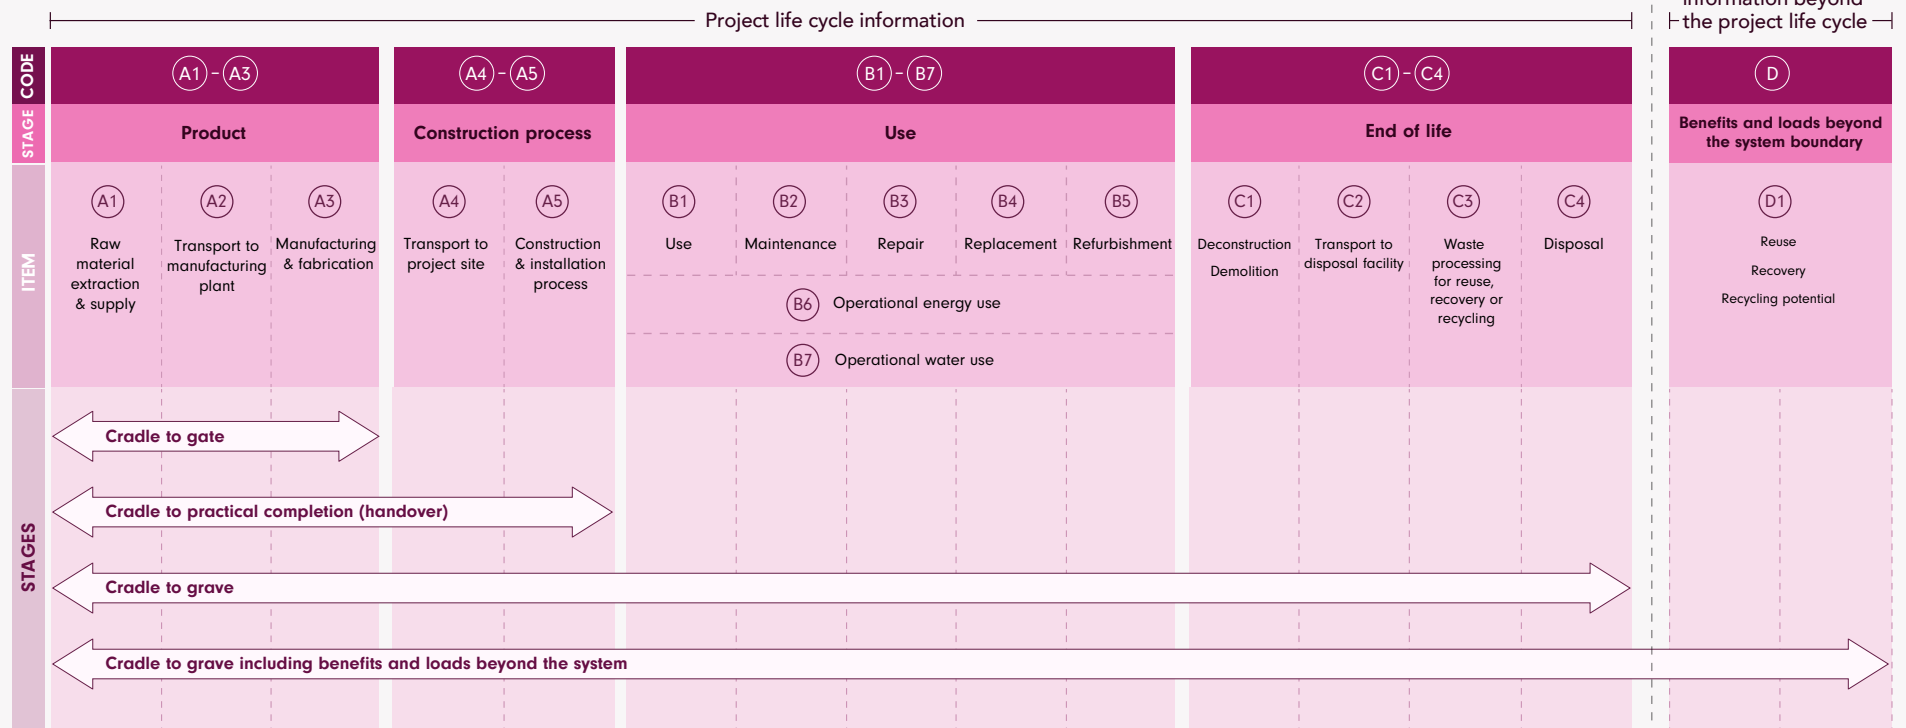 Project life cycle information
information beyond
the project life cycle
CODE
A1 - A3
A4 - A5
B1 - B7
C1 - C4
D
STAGE
Product
Construction process
Use
End of life
Benefits and loads beyond
the system boundary
ITEM
A1
Raw
material
extraction
& supply
A2
Transport to
manufacturing
plant
A3
Manufacturing
& fabrication
A4
Transport to
project site
A5
Construction
& installation
process
B1
Use
B2
Maintenance
B3
Repair
B4
Replacement
B5
Refurbishment
B6 Operational energy use
B7 Operational water use
C1
Deconstruction
Demolition
C2
Transport to
disposal facility
C3
Waste
processing
for reuse,
recovery or
recycling
C4
Disposal
D1
Reuse
Recovery
Recycling potential
STAGES
Cradle to gate
Cradle to practical completion (handover)
Cradle to grave
Cradle to grave including benefits and loads beyond the system